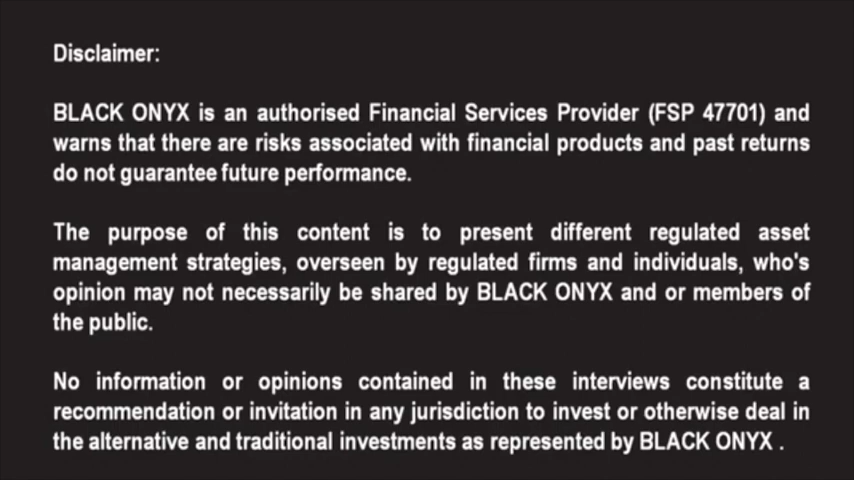 Disclaimer:
BLACK ONYX is an authorised Financial Services Provider (FSP 47701) and
warns that there are risks associated with financial products and past returns
do not guarantee future performance.
The purpose of this content is to present different regulated asset
management strategies, overseen by regulated firms and individuals, who's
opinion may not necessarily be shared by BLACK ONYX and or members of
the public.
No information or opinions contained in these interviews constitute a
recommendation or invitation in any jurisdiction to invest or otherwise deal in
the alternative and traditional investments as represented by BLACK ONYX .